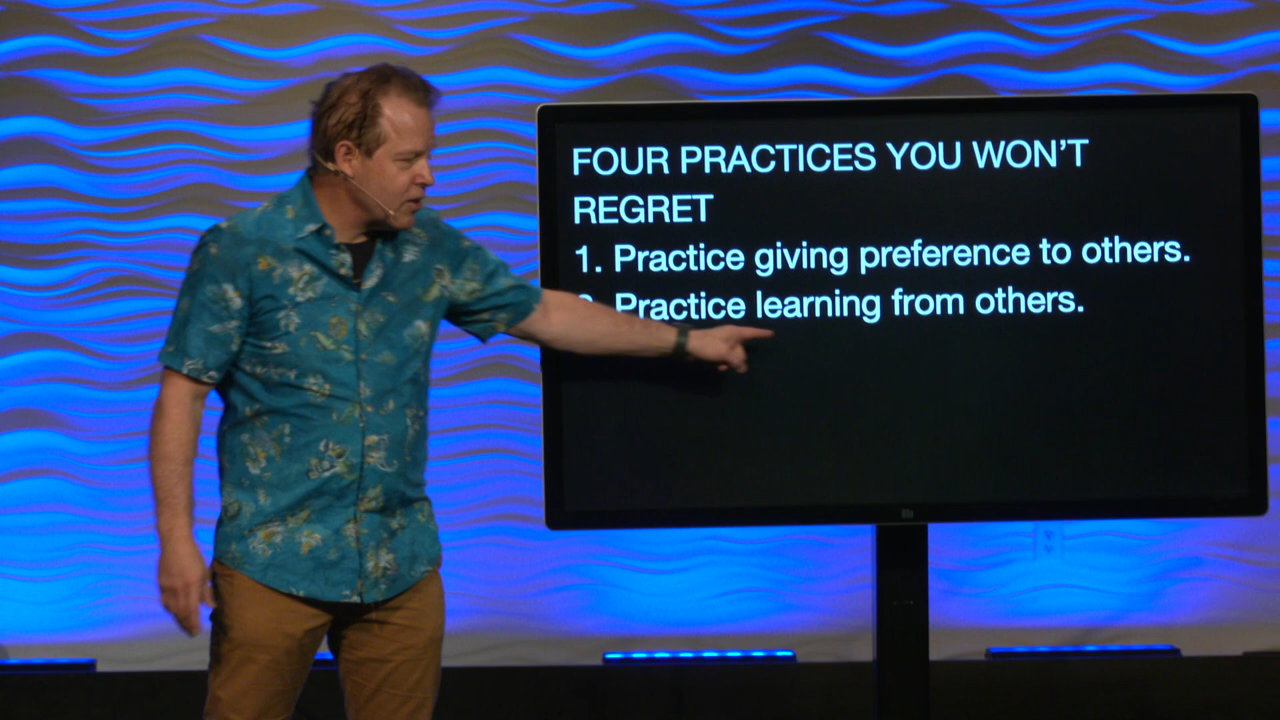 FOUR PRACTICES YOU WON'T
REGRET
1. Practice giving preference to others.
Practice learning from others.